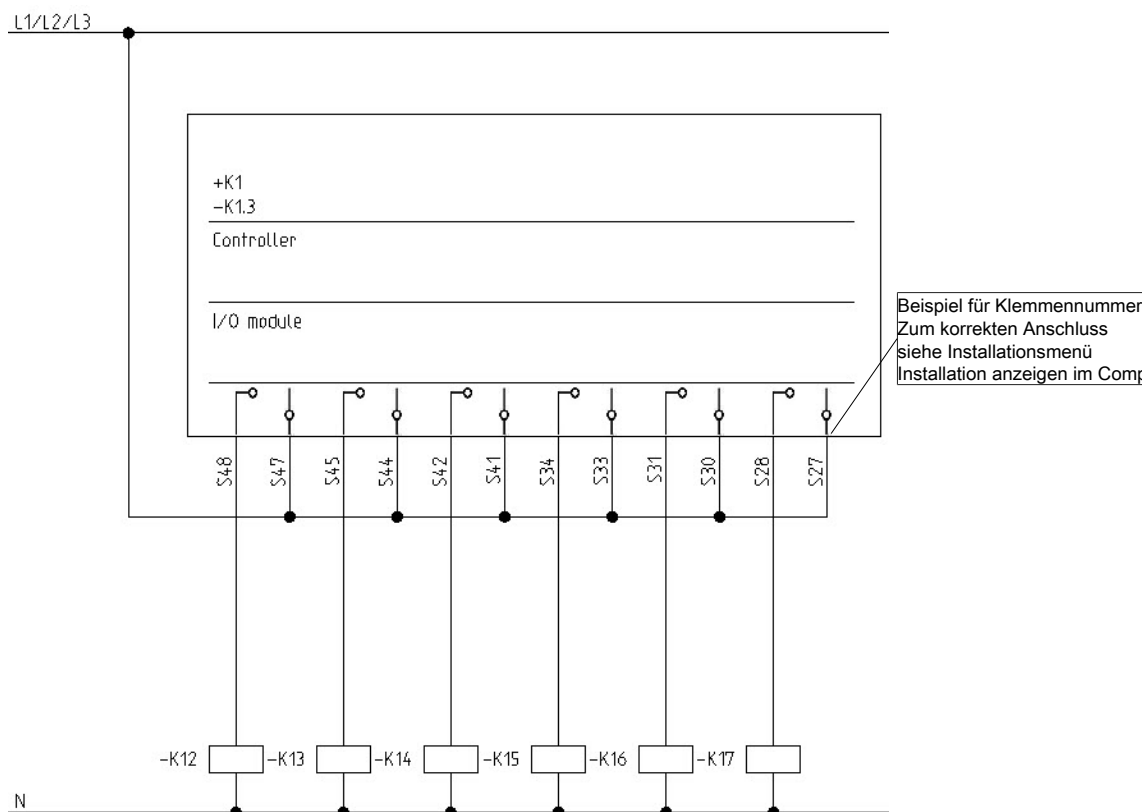 L1/L2/L3
+K1
-K1.3
Controller
I/O module
Beispiel für Klemmennummer
Zum korrekten Anschluss
siehe Installationsmenü
Installation anzeigen im Comp
S48 S47 S45 S44 S42 S41 S34 S33 S31 S30 S28 S27
-K12 -K13 -K14 -K15 -K16 -K17
N